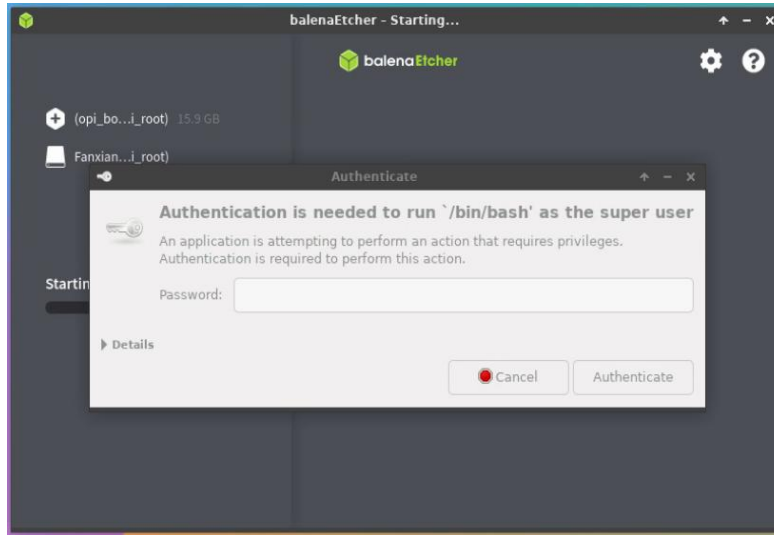 balenaEtcher - Starting...
balenaEtcher
(opi_bo...i_root) 15.9 GB
Fanxian...i_root)
Authenticate
Authentication is needed to run `/bin/bash' as the super user
An application is attempting to perform an action that requires privileges.
Authentication is required to perform this action.
Startin
Password:
Details
Cancel
Authenticate